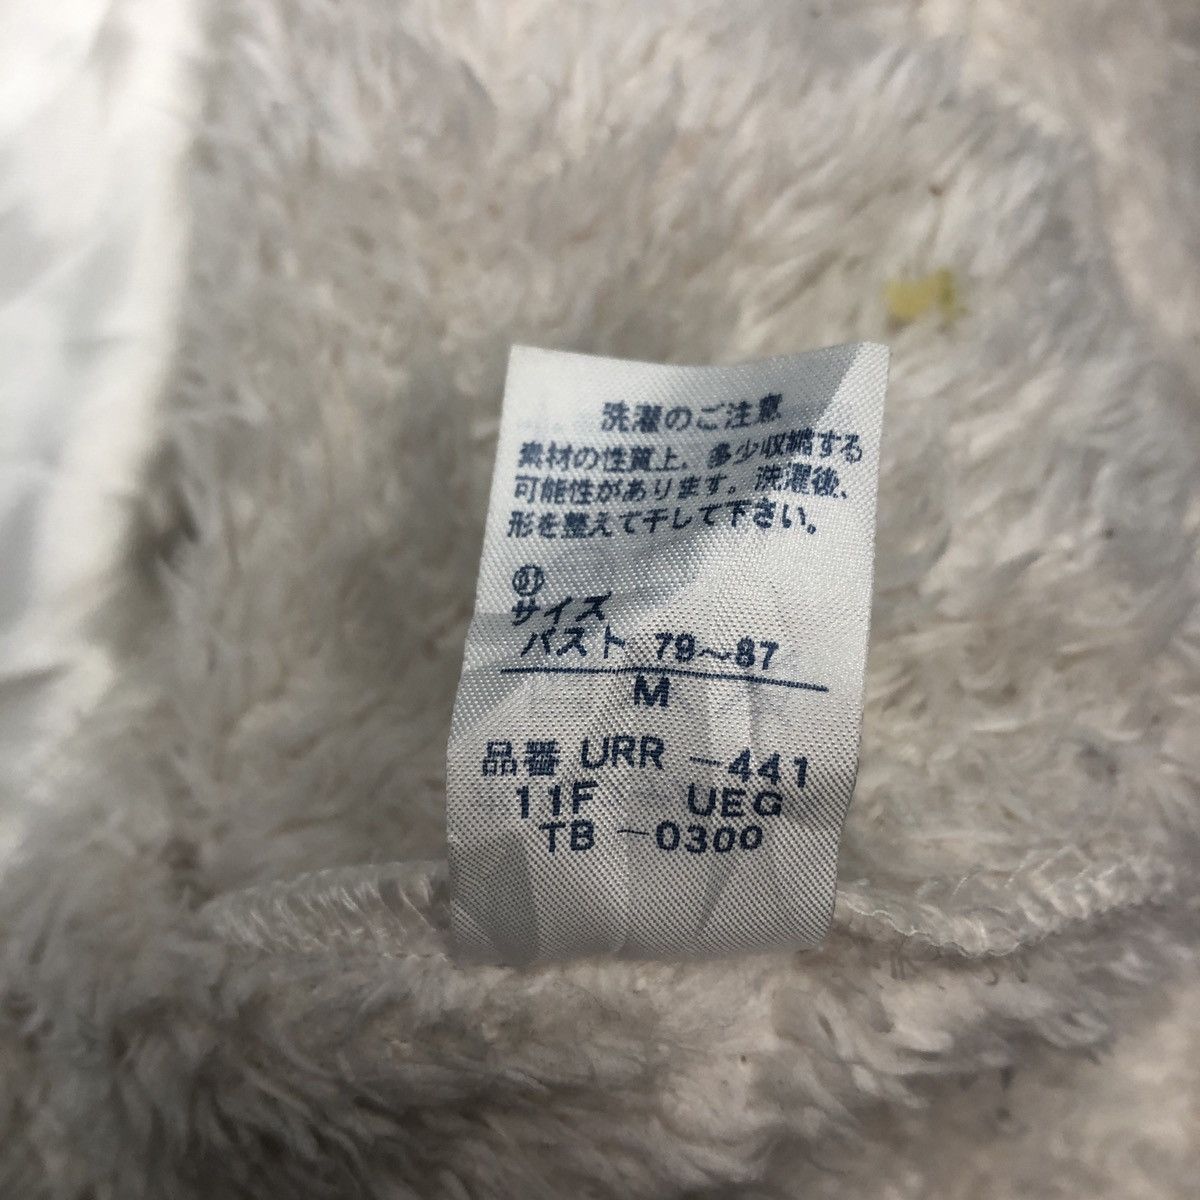 洗濯のご注意
素材の性質上、多少収縮する
可能性があります。洗濯後、
形を整えて干して下さい。
サイズ
バスト 79〜87
M
品番 URR -441
11F UEG
TB -0300